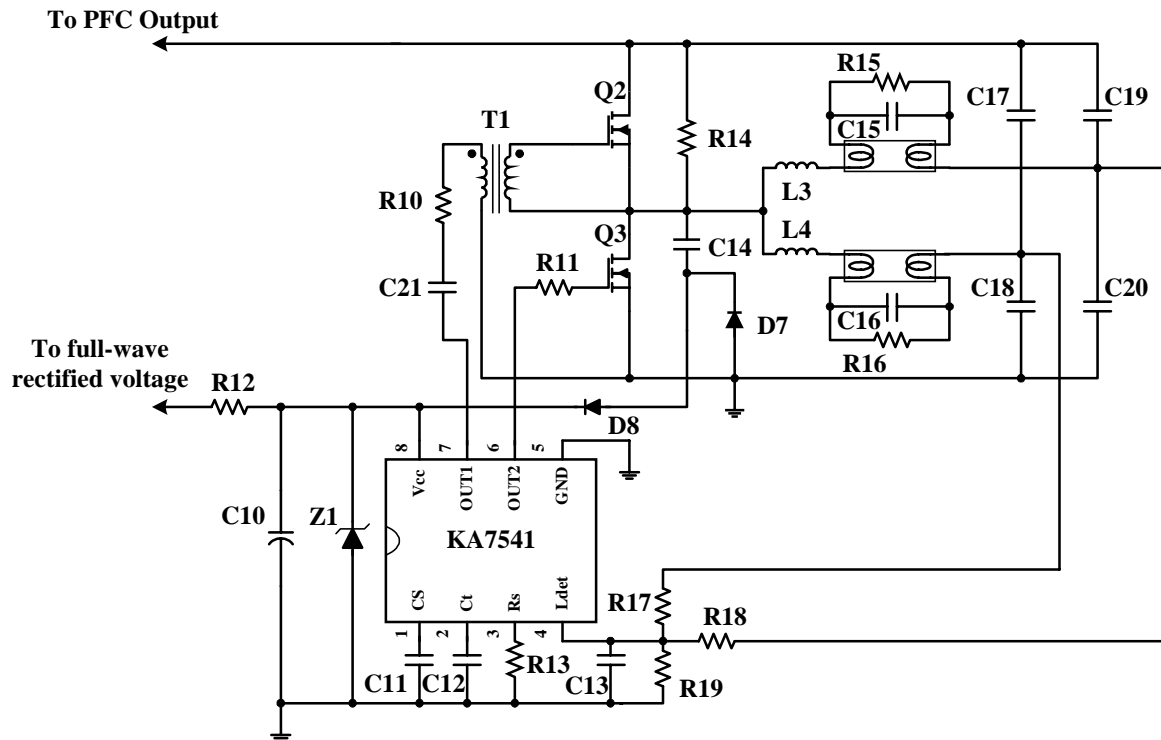 To PFC Output
R15
Q2
C17
C19
T1
C15
R14
R10
L3
Q3
L4
C14
R11
C21
C18
C20
C16
D7
To full-wave
rectified voltage
R16
R12
D8
8
7
6
5
Vcc
OUT1
OUT2
GND
C10
Z1
KA7541
CS
Ct
Rs
Ldet
R17
R18
1
2
3
4
R13
C11
C12
C13
R19